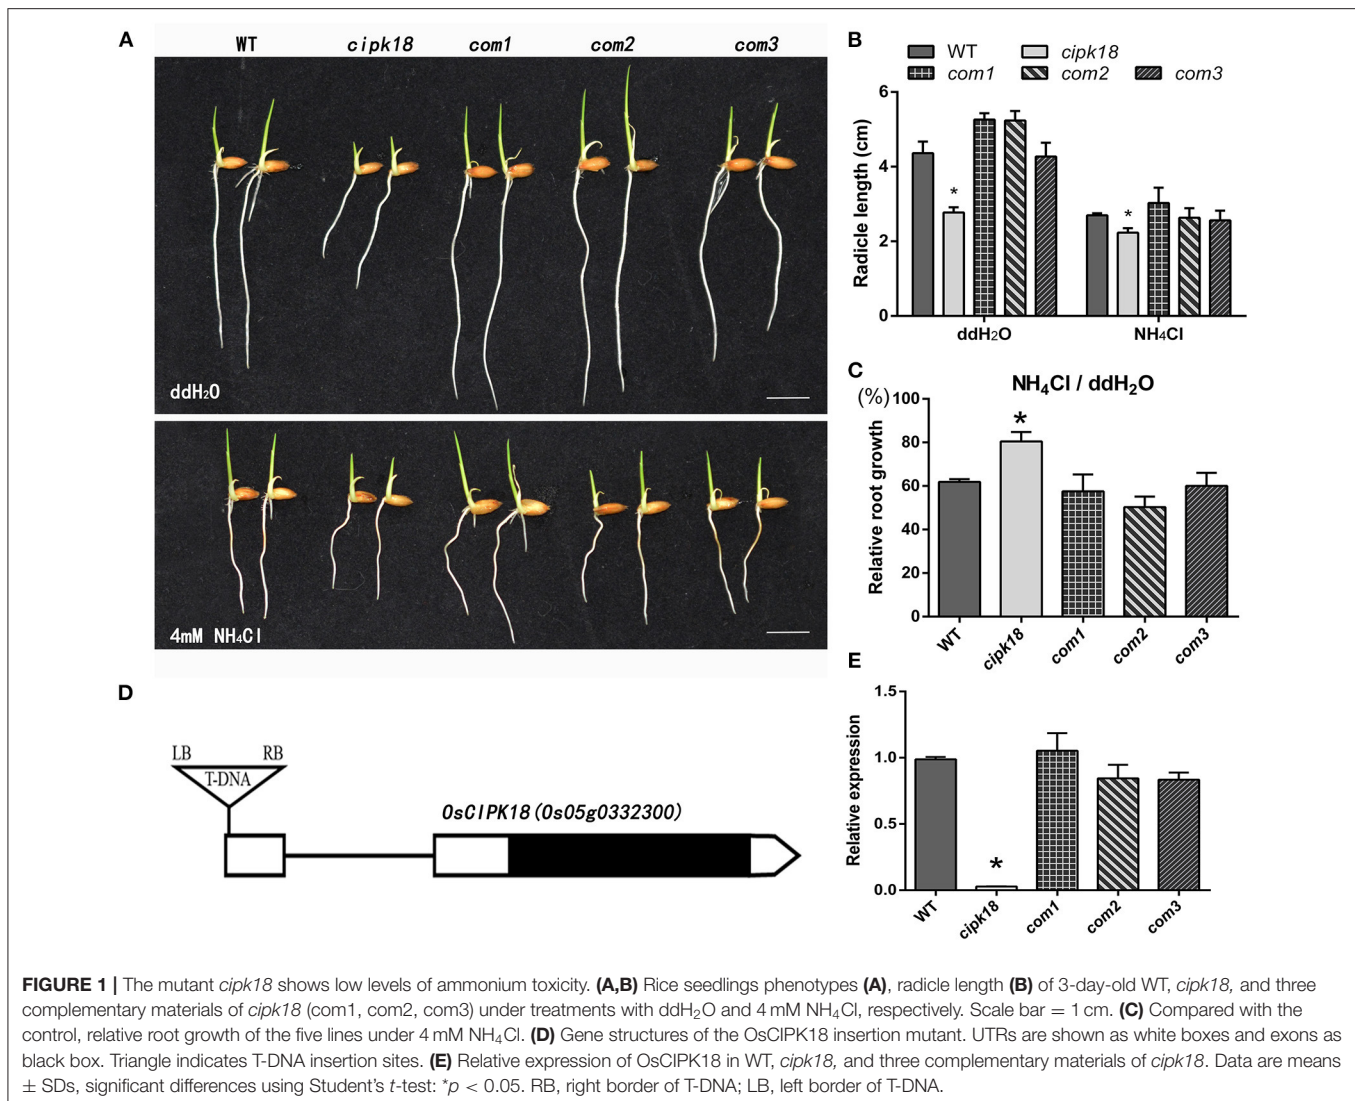 A
WT cipk18 com1 com2 com3
ddH₂O
4mM NH₄Cl
B
WT cipk18
com1 com2 com3
Radicle length (cm)
6
4
2
0
ddH₂O NH₄Cl
C
NH₄Cl / ddH₂O
(%)
Relative root growth
100
80
60
40
20
0
*
WT cipk18 com1 com2 com3
D
LB RB
T-DNA
OsCIPK18(Os05g0332300)
E
Relative expression
1.5
1.0
0.5
0.0
*
WT cipk18 com1 com2 com3
FIGURE 1 | The mutant cipk18 shows low levels of ammonium toxicity. (A,B) Rice seedlings phenotypes (A), radicle length (B) of 3-day-old WT, cipk18, and three
complementary materials of cipk18 (com1, com2, com3) under treatments with ddH2O and 4 mM NH₄Cl, respectively. Scale bar = 1 cm. (C) Compared with the
control, relative root growth of the five lines under 4 mM NH₄Cl. (D) Gene structures of the OsCIPK18 insertion mutant. UTRs are shown as white boxes and exons as
black box. Triangle indicates T-DNA insertion sites. (E) Relative expression of OsCIPK18 in WT, cipk18, and three complementary materials of cipk18. Data are means
± SDs, significant differences using Student's t-test: *p < 0.05. RB, right border of T-DNA; LB, left border of T-DNA.